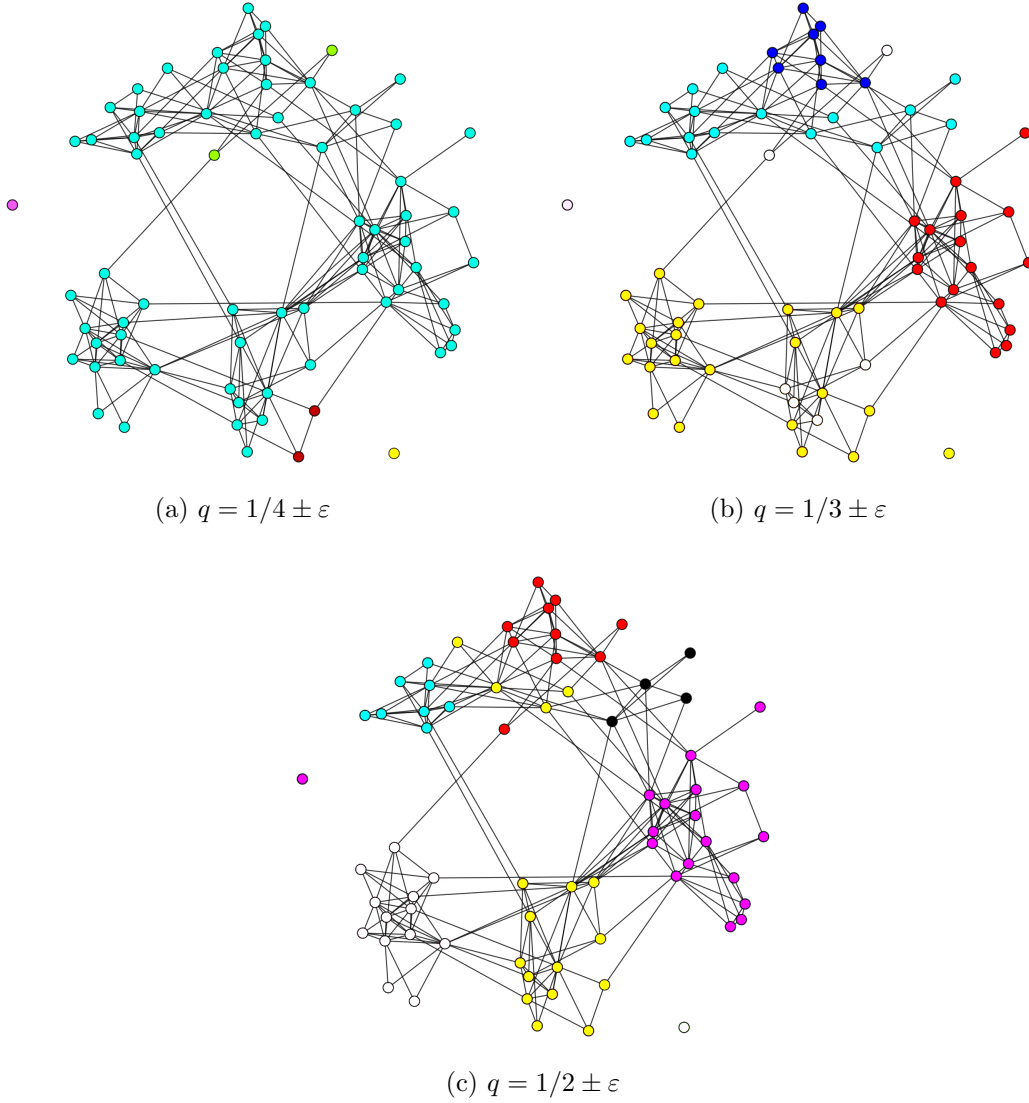 (a) q = 1/4 ± ε
(b) q = 1/3 ± ε
(c) q = 1/2 ± ε